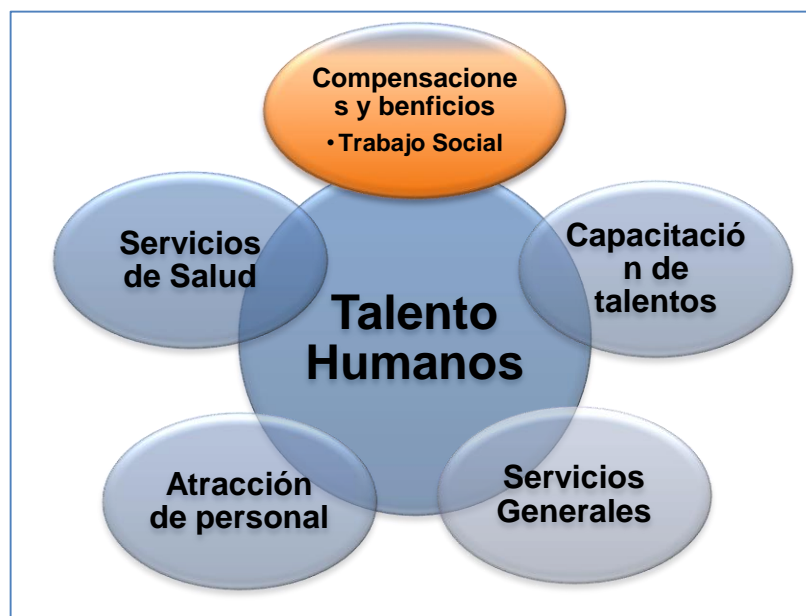 Compensacione
s y benficios
• Trabajo Social
Servicios
de Salud
Capacitació
n de
talentos
Talento
Humanos
Atracción
de personal
Servicios
Generales